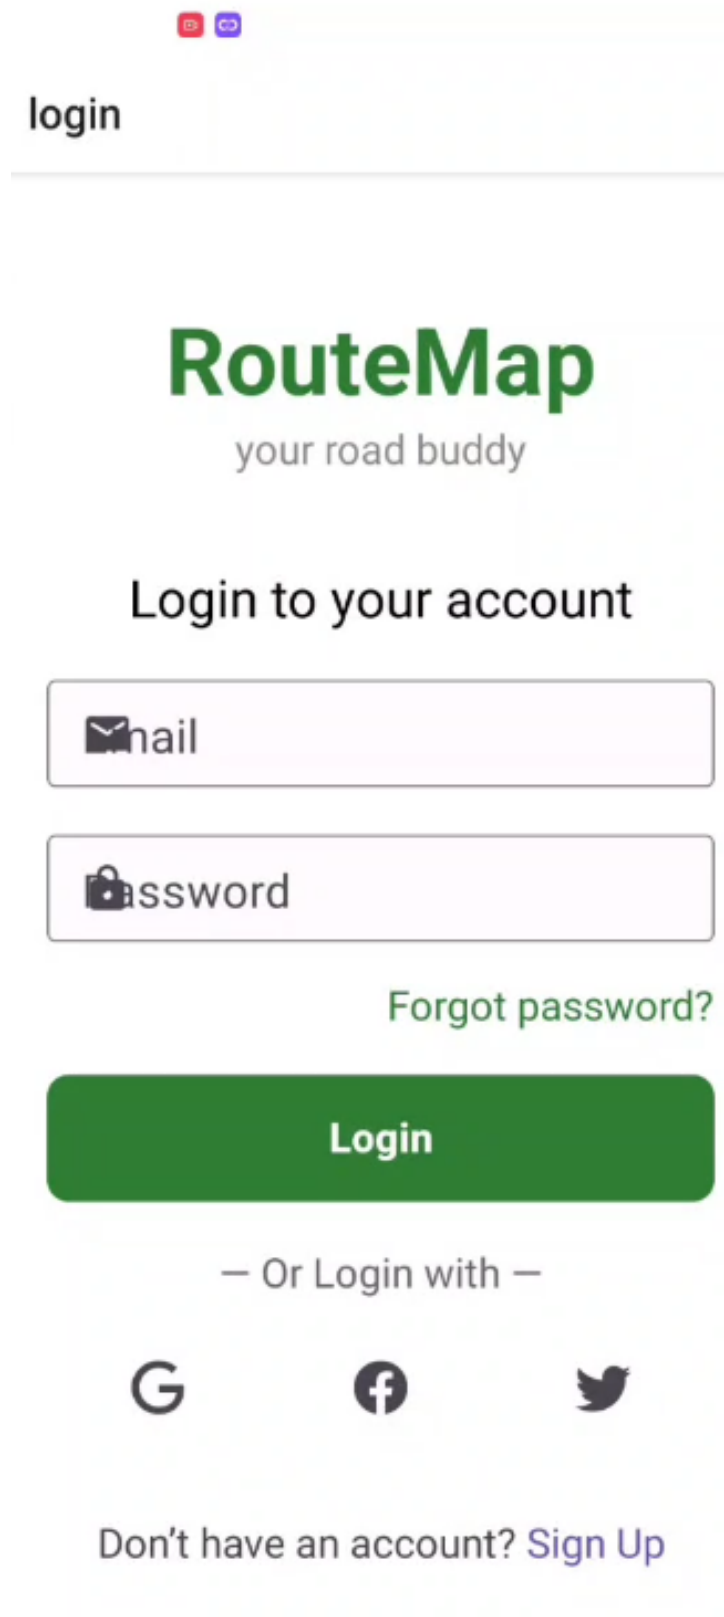 login
RouteMap
your road buddy
Login to your account
Password
Forgot password?
Login
— Or Login with —
Don't have an account? Sign Up